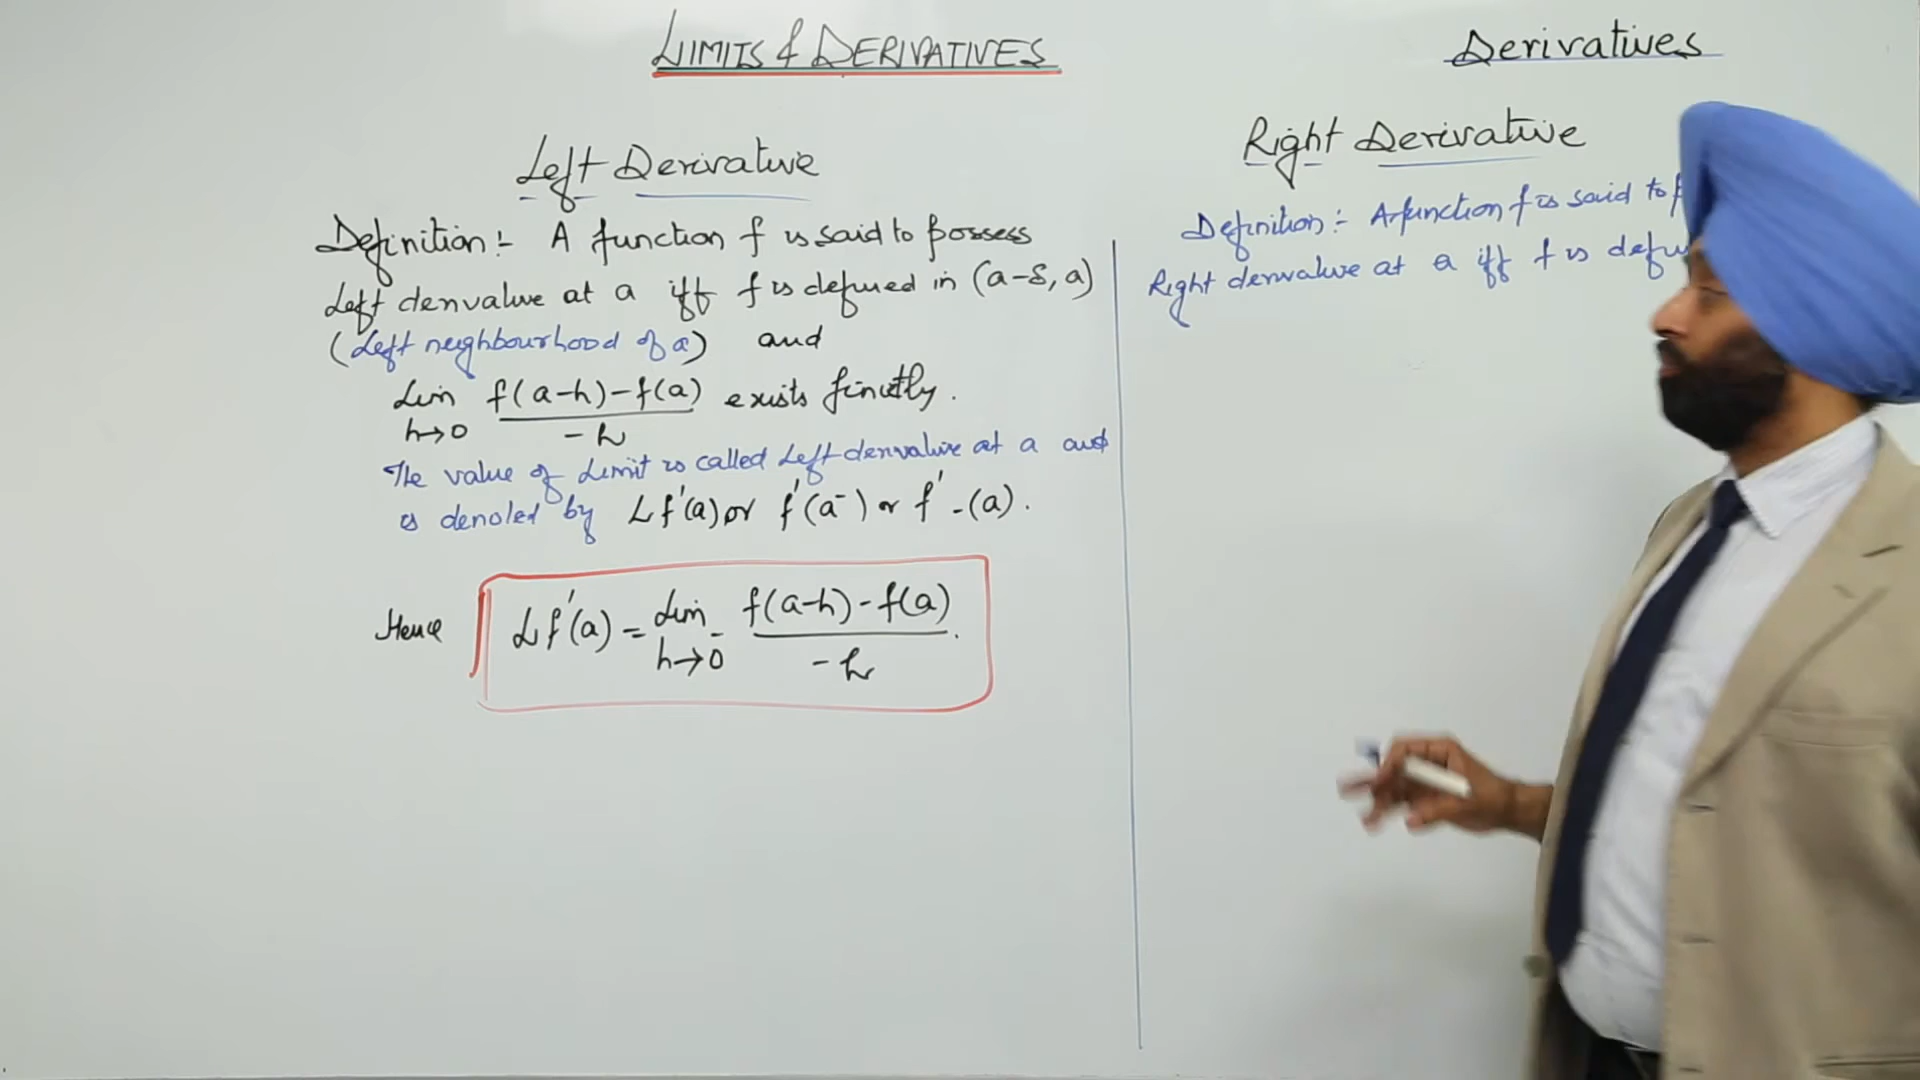 LIMITS & DERIVATIVES
Derivatives
Left Derivative
Definition:- A function f is said to possess
Left derivative at a iff f is defined in (a-δ, a)
(Left neighbourhood of a) and
Lim f(a-h)-f(a) exists finitely.
h→0 -h
The value of Limit is called Left derivative at a and
is denoted by Lf'(a) or f'(a⁻) or f'-(a).
Hence Lf'(a) = Lim f(a-h)-f(a).
h→0⁻ -h
Right Derivative
Definition:- A function f is said to
Right derivative at a iff f is